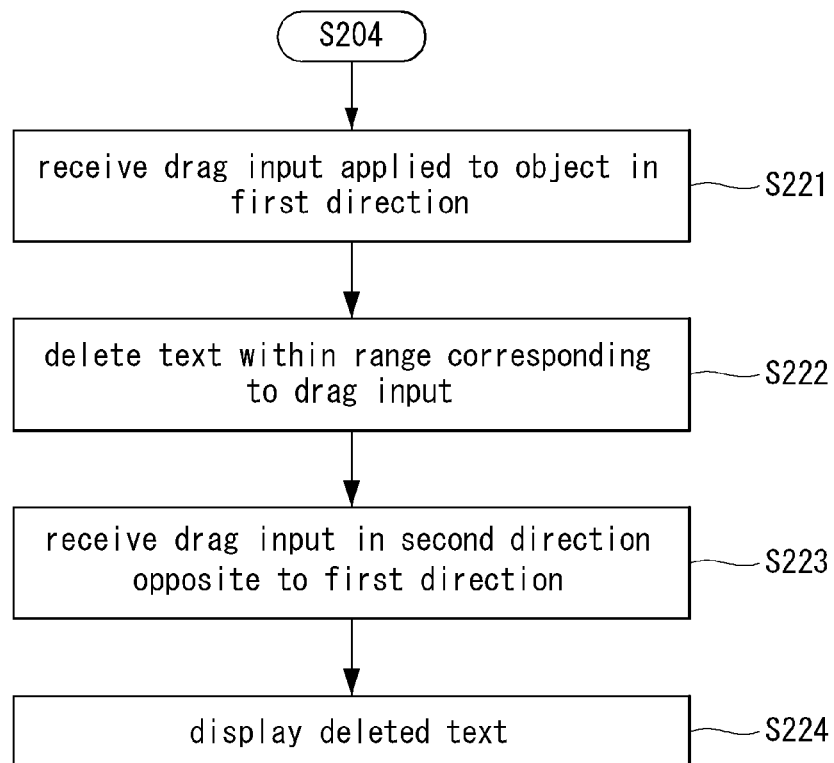 S204
receive drag input applied to object in
first direction
S221
delete text within range corresponding
to drag input
S222
receive drag input in second direction
opposite to first direction
S223
display deleted text
S224